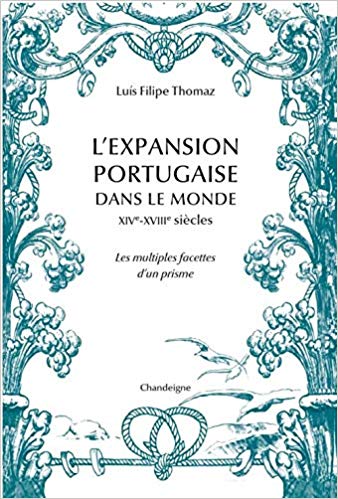 Luís Filipe Thomaz
L'EXPANSION
PORTUGAISE
DANS LE MONDE
XIVe-XVIIIe siècles
Les multiples facettes
d'un prisme
Chandeigne